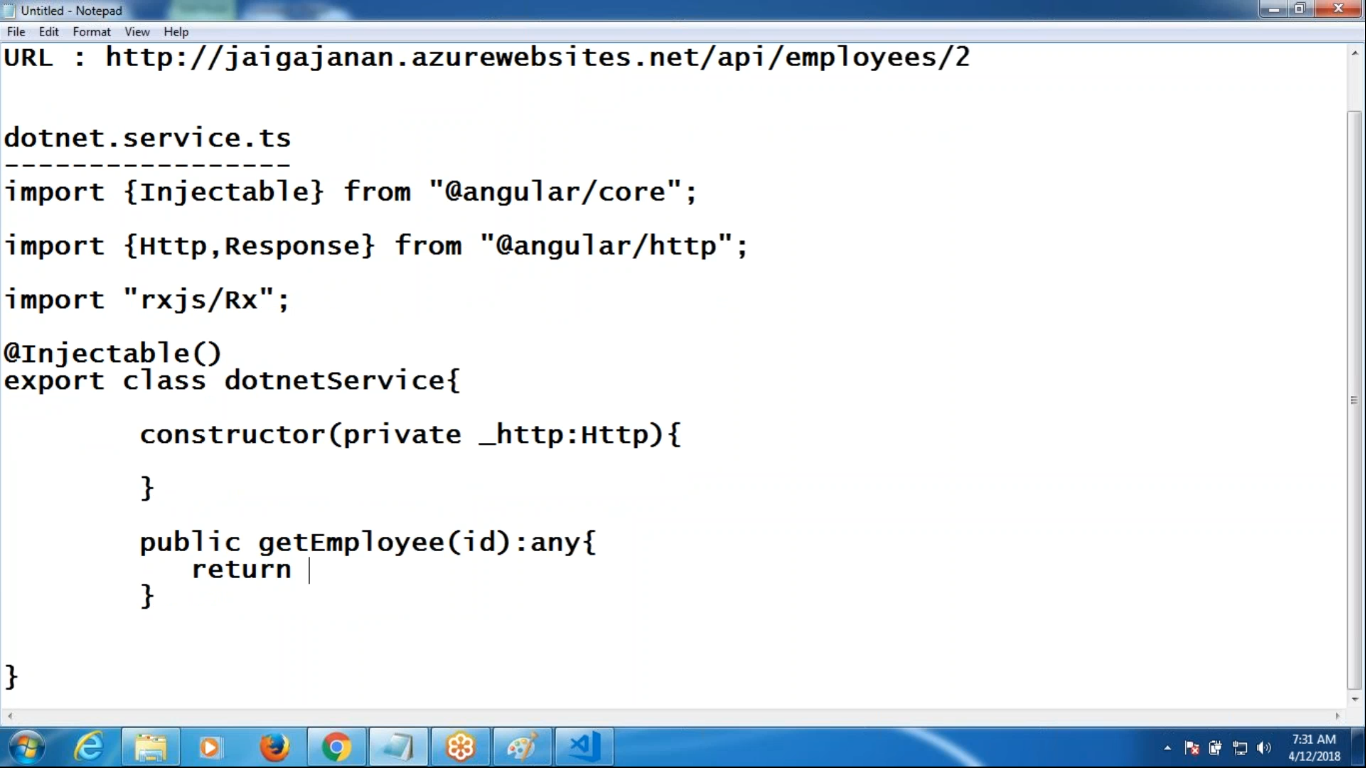 Untitled - Notepad
File Edit Format View Help
URL : http://jaigajanan.azurewebsites.net/api/employees/2
dotnet.service.ts
-----------------
import {Injectable} from "@angular/core";
import {Http,Response} from "@angular/http";
import "rxjs/Rx";
@Injectable()
export class dotnetService{
constructor(private _http:Http){
}
public getEmployee(id):any{
return
}
}
7:31 AM
4/12/2018